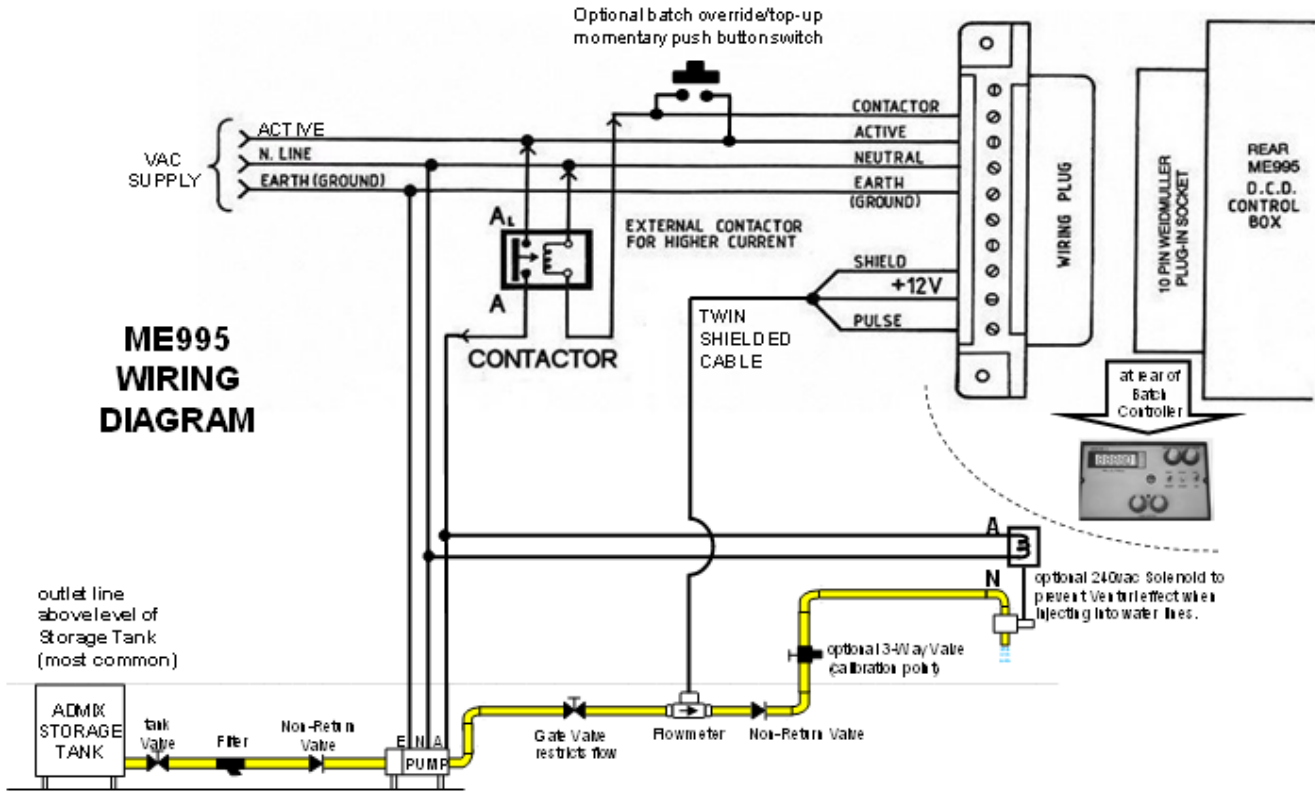 Optional batch override/top-up
momentary push button switch
CONTACTOR
ACTIVE
NEUTRAL
EARTH
(GROUND)
VAC
SUPPLY
ACTIVE
N. LINE
EARTH (GROUND)
A1
A
EXTERNAL CONTACTOR
FOR HIGHER CURRENT
CONTACTOR
SHIELD
+12V
PULSE
TWIN
SHIELDED
CABLE
WIRING PLUG
10 PIN WEIDMULLER
PLUG-IN SOCKET
REAR
ME995
D.C.D.
CONTROL
BOX
at rear of
Batch
Controller
ME995
WIRING
DIAGRAM
A
N
optional 240vac Solenoid to
prevent Venturi effect when
injecting into water lines.
outlet line
above level of
Storage Tank
(most common)
optional 3-Way Valve
(calibration point)
ADMIX
STORAGE
TANK
tank
Valve
Filter
Non-Return
Valve
E N A
PUMP
Gate Valve
restricts flow
Flowmeter
Non-Return Valve